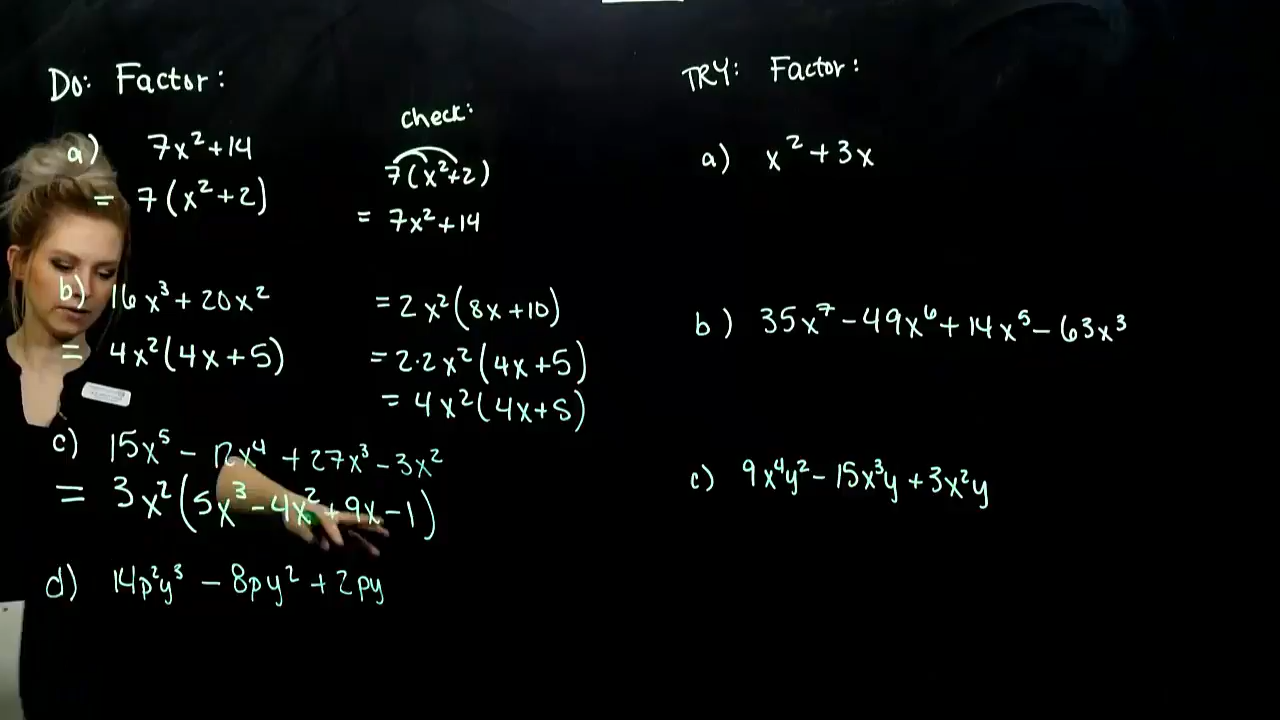 Do: Factor:
check:
a) 7x² + 14
= 7(x² + 2)
7(x² + 2)
= 7x² + 14
b) 16x³ + 20x²
= 4x²(4x + 5)
= 2x²(8x + 10)
= 2·2x²(4x + 5)
= 4x²(4x + 5)
c) 15x⁵ − 12x⁴ + 27x³ − 3x²
= 3x²(5x³ − 4x² + 9x − 1)
d) 14p²y³ − 8py² + 2py
TRY: Factor:
a) x² + 3x
b) 35x⁷ − 49x⁶ + 14x⁵ − 63x³
c) 9x⁴y² − 15x³y + 3x²y